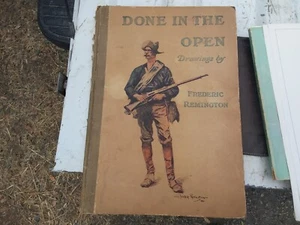 DONE IN THE
OPEN
Drawings by
FREDERIC
REMINGTON